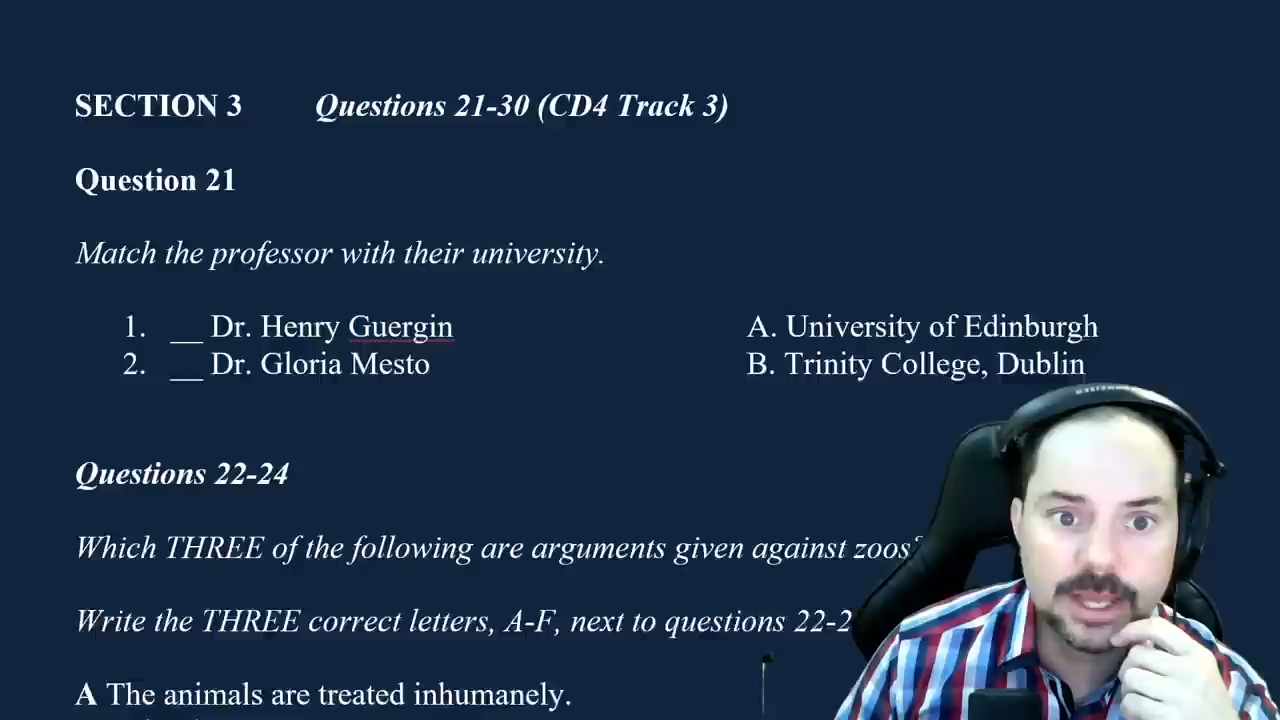 SECTION 3 Questions 21-30 (CD4 Track 3)
Question 21
Match the professor with their university.
1. __ Dr. Henry Guergin A. University of Edinburgh
2. __ Dr. Gloria Mesto B. Trinity College, Dublin
Questions 22-24
Which THREE of the following are arguments given against zoos?
Write the THREE correct letters, A-F, next to questions 22-2
A The animals are treated inhumanely.